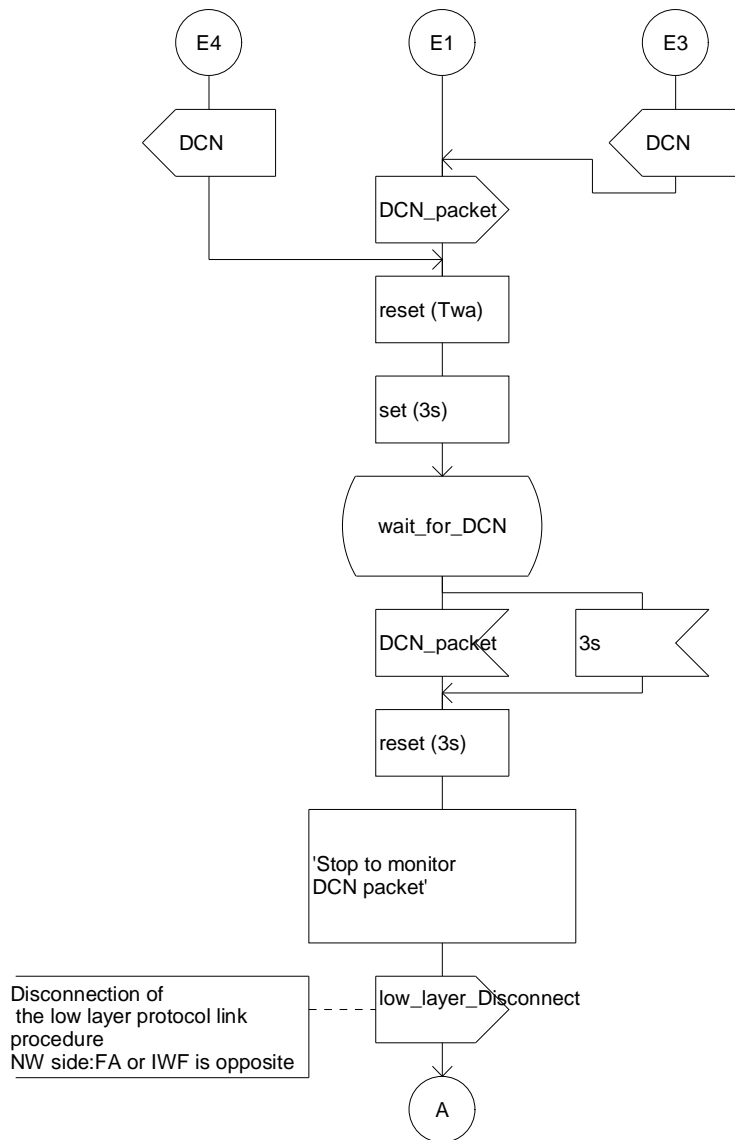 E4
E1
E3
DCN
DCN
DCN_packet
reset (Twa)
set (3s)
wait_for_DCN
DCN_packet
3s
reset (3s)
'Stop to monitor
DCN packet'
low_layer_Disconnect
Disconnection of
the low layer protocol link
procedure
NW side:FA or IWF is opposite
A